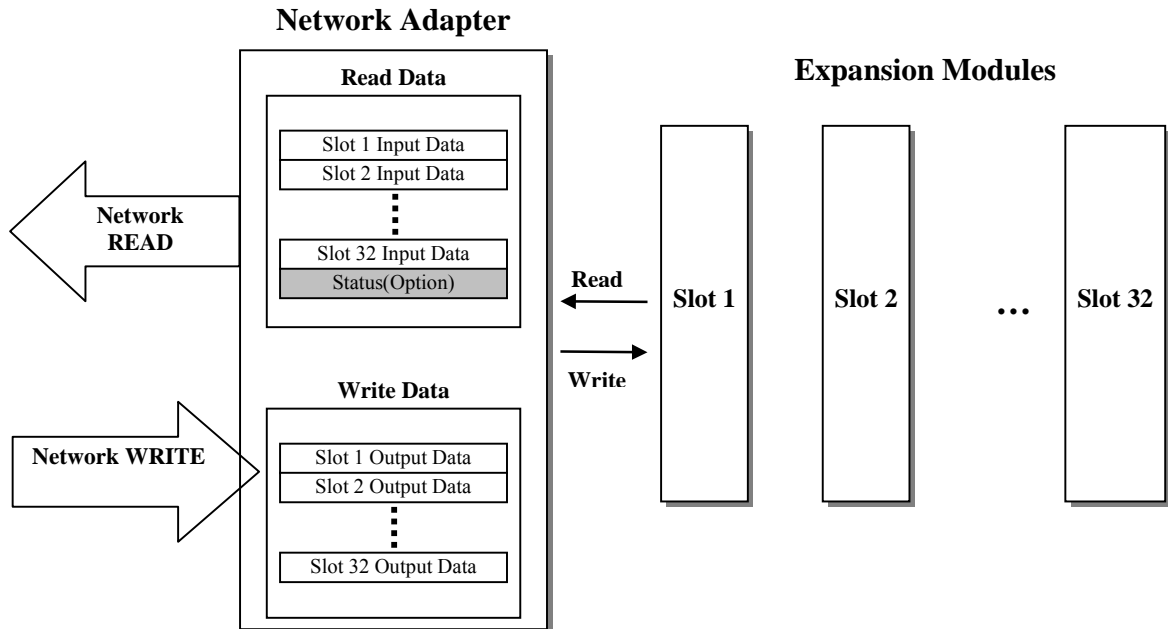 Network Adapter
Read Data
Slot 1 Input Data
Slot 2 Input Data
Slot 32 Input Data
Status(Option)
Network
READ
Write Data
Slot 1 Output Data
Slot 2 Output Data
Slot 32 Output Data
Network WRITE
Read
Write
Expansion Modules
Slot 1
Slot 2
...
Slot 32